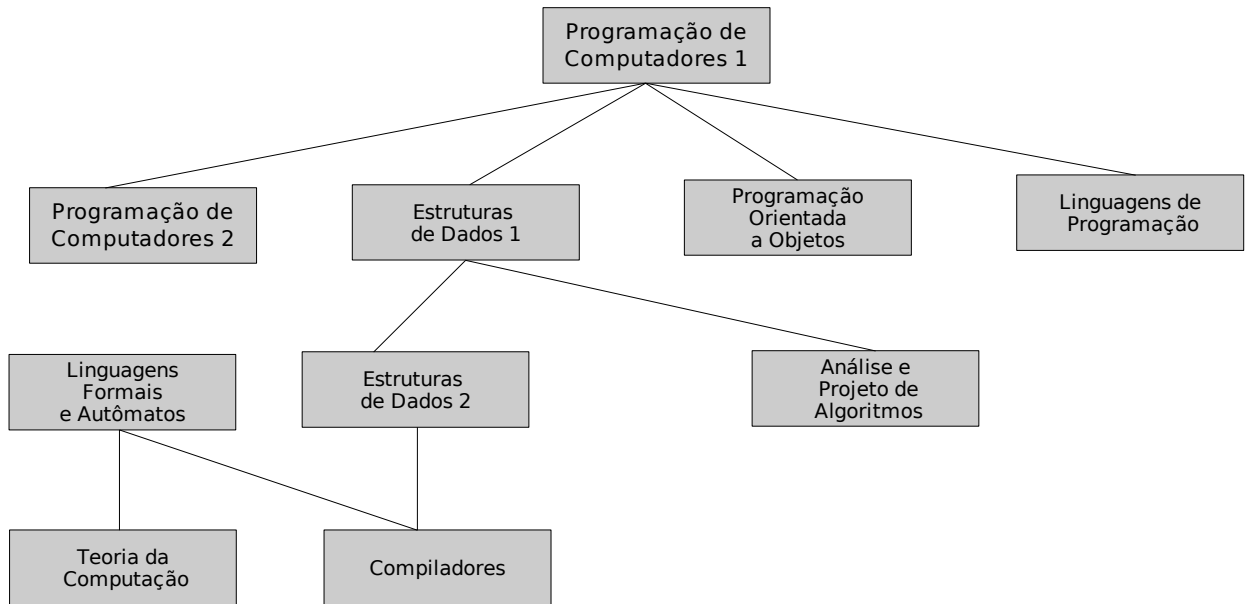 Programação de
Computadores 1
Programação de
Computadores 2
Estruturas
de Dados 1
Programação
Orientada
a Objetos
Linguagens de
Programação
Linguagens
Formais
e Autômatos
Estruturas
de Dados 2
Análise e
Projeto de
Algoritmos
Teoria da
Computação
Compiladores